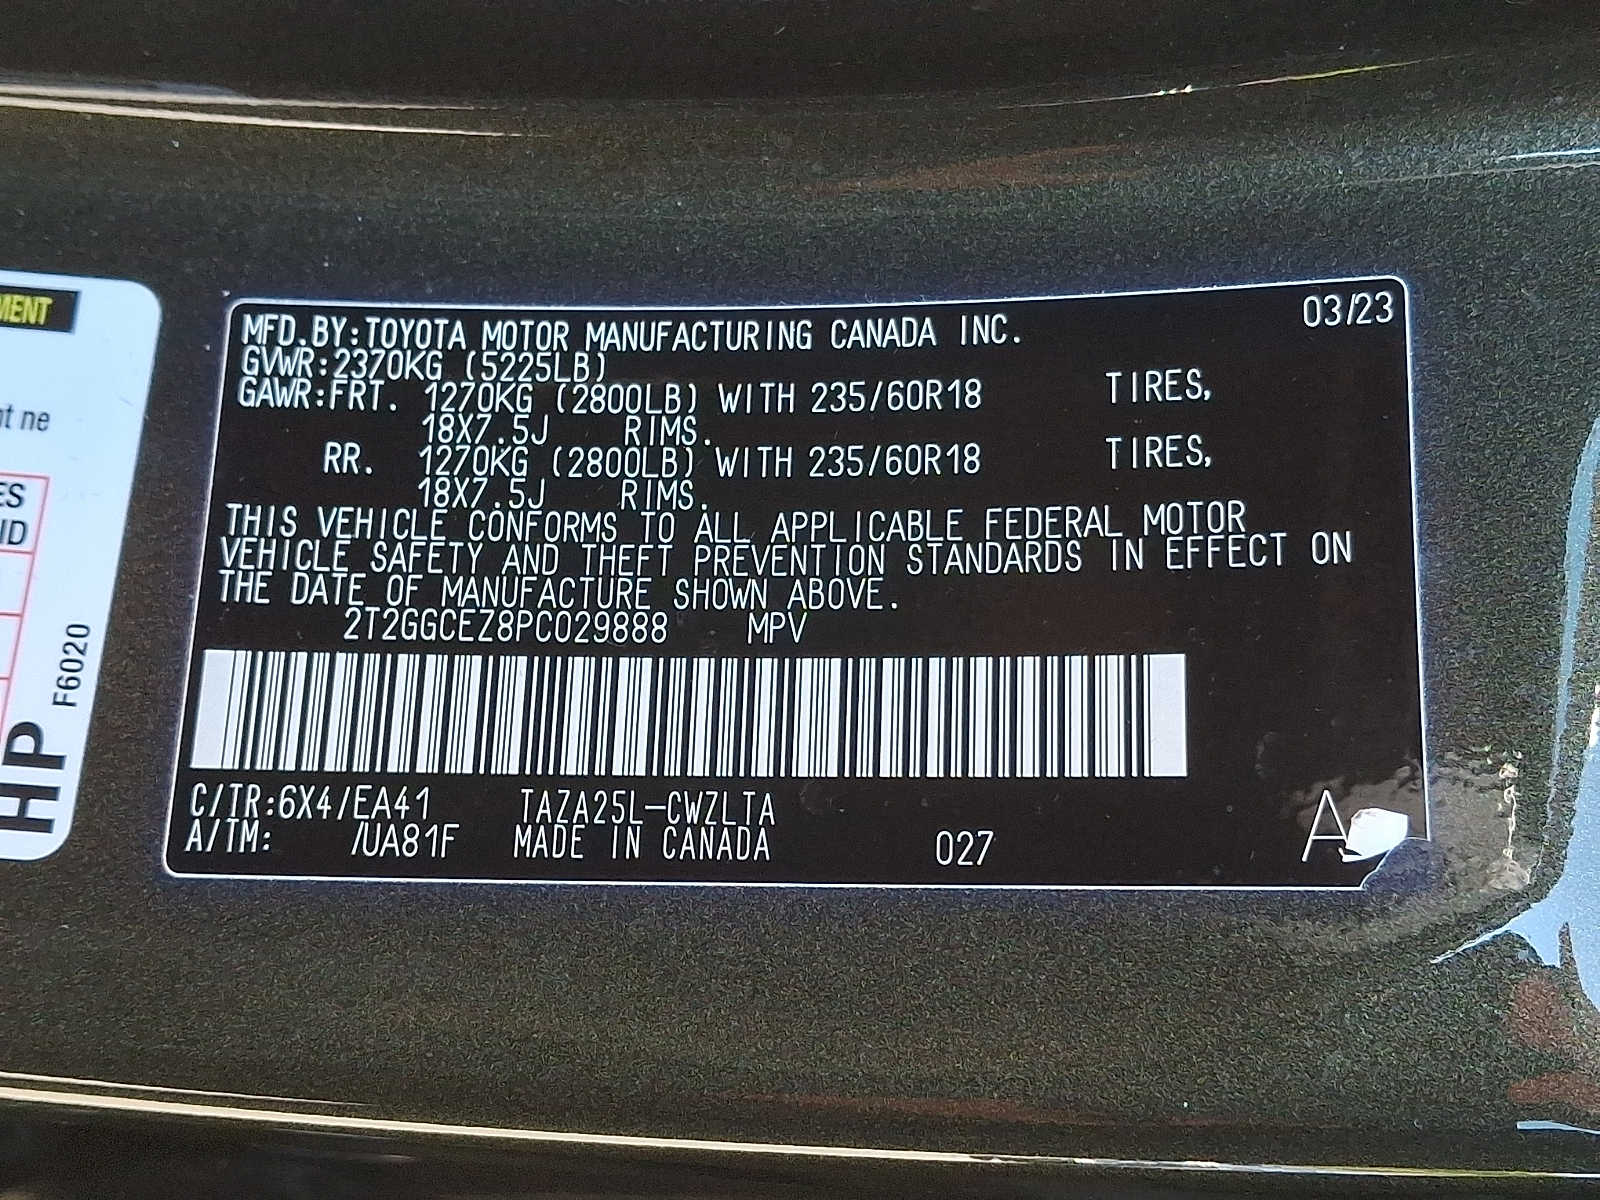 MENT
nt ne
ES
ID
F6020
HP
03/23
MFD.BY:TOYOTA MOTOR MANUFACTURING CANADA INC.
GVWR:2370KG (5225LB)
GAWR:FRT. 1270KG (2800LB) WITH 235/60R18 TIRES,
18X7.5J RIMS.
RR. 1270KG (2800LB) WITH 235/60R18 TIRES,
18X7.5J RIMS.
THIS VEHICLE CONFORMS TO ALL APPLICABLE FEDERAL MOTOR
VEHICLE SAFETY AND THEFT PREVENTION STANDARDS IN EFFECT ON
THE DATE OF MANUFACTURE SHOWN ABOVE.
2T2GGCEZ8PC029888 MPV
C/TR:6X4/EA41 TAZA25L-CWZLTA
A/TM: /UA81F MADE IN CANADA 027